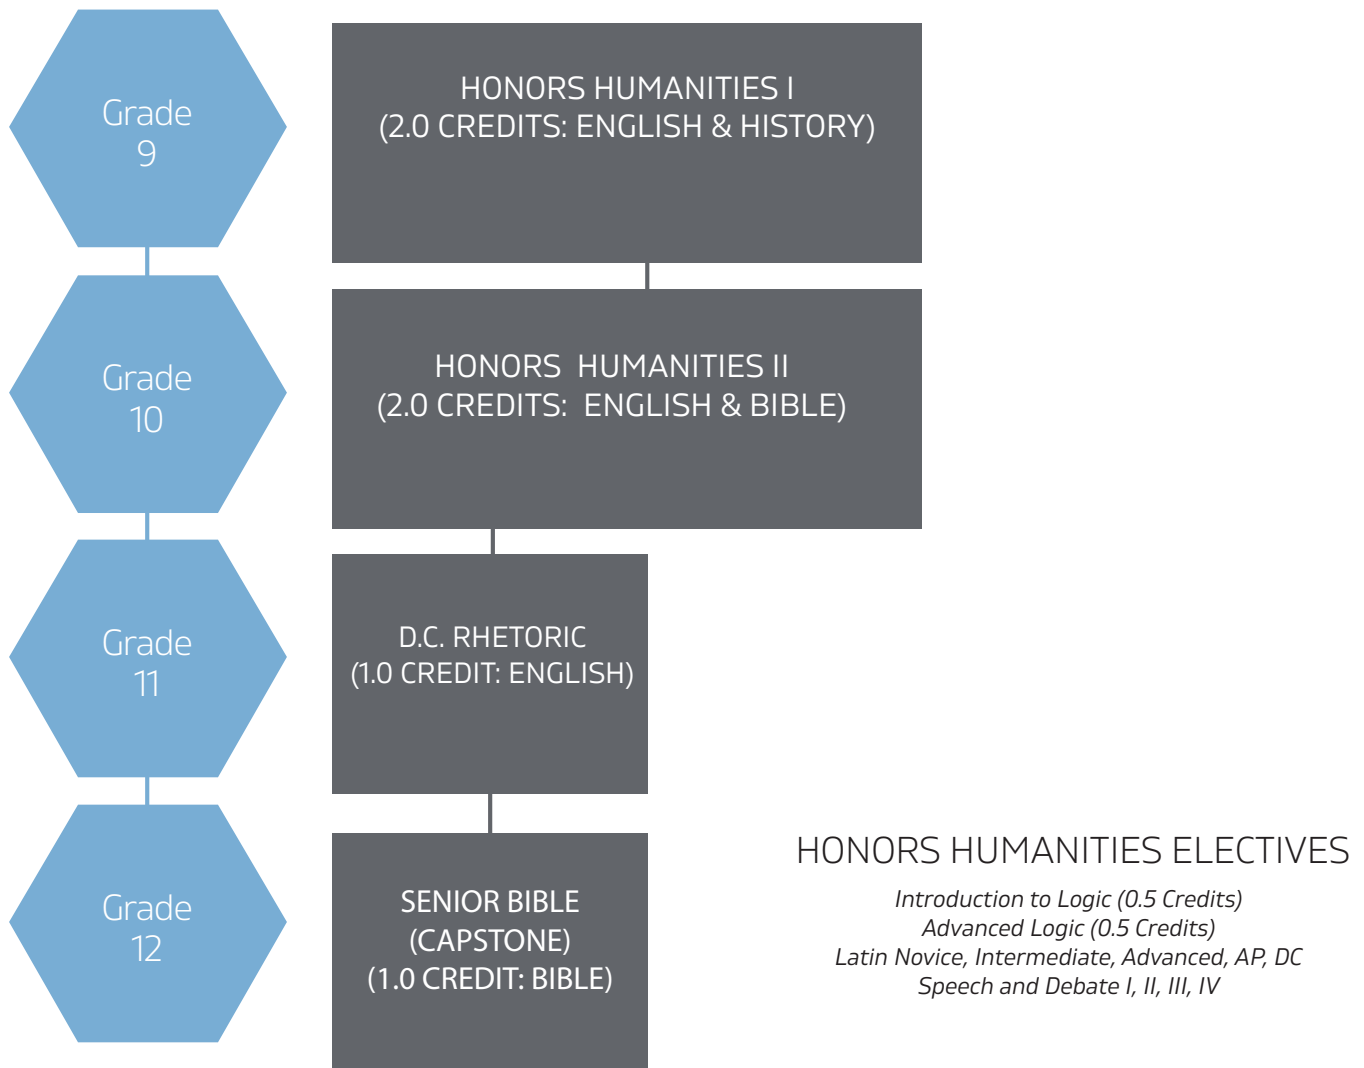 Grade
9
HONORS HUMANITIES I
(2.0 CREDITS: ENGLISH & HISTORY)
Grade
10
HONORS HUMANITIES II
(2.0 CREDITS: ENGLISH & BIBLE)
Grade
11
D.C. RHETORIC
(1.0 CREDIT: ENGLISH)
Grade
12
SENIOR BIBLE
(CAPSTONE)
(1.0 CREDIT: BIBLE)
HONORS HUMANITIES ELECTIVES
Introduction to Logic (0.5 Credits)
Advanced Logic (0.5 Credits)
Latin Novice, Intermediate, Advanced, AP, DC
Speech and Debate I, II, III, IV